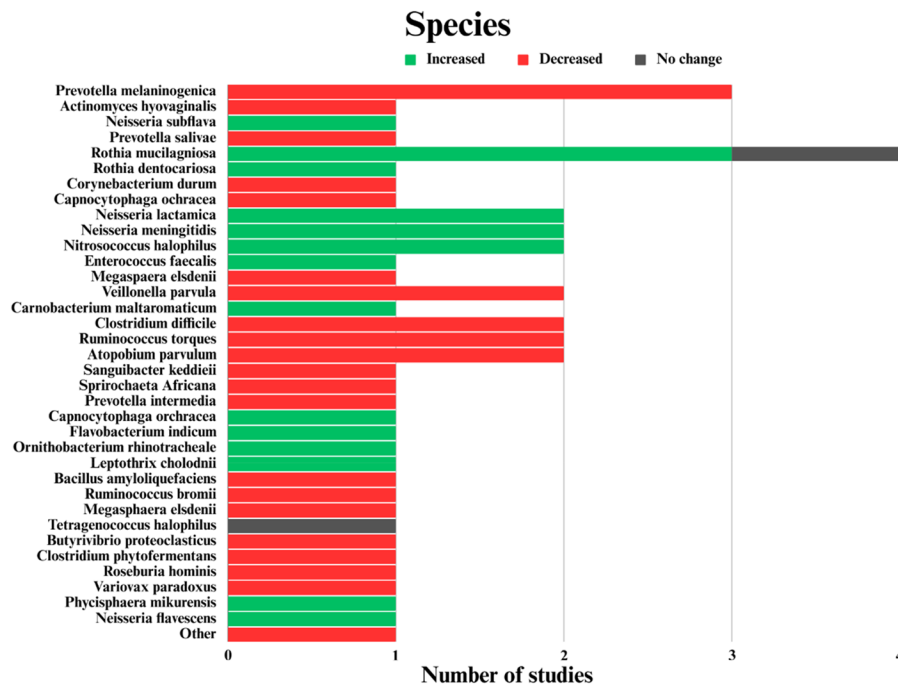 Species
Increased Decreased No change
Prevotella melaninogenica
Actinomyces hyovaginalis
Neisseria subflava
Prevotella salivae
Rothia mucilagniosa
Rothia dentocariosa
Corynebacterium durum
Capnocytophaga ochracea
Neisseria lactamica
Neisseria meningitidis
Nitrosococcus halophilus
Enterococcus faecalis
Megaspaera elsdenii
Veillonella parvula
Carnobacterium maltaromaticum
Clostridium difficile
Ruminococcus torques
Atopobium parvulum
Sanguibacter keddieii
Sprirochaeta Africana
Prevotella intermedia
Capnocytophaga orchracea
Flavobacterium indicum
Ornithobacterium rhinotracheale
Leptothrix cholodnii
Bacillus amyloliquefaciens
Ruminococcus bromii
Megasphaera elsdenii
Tetragenococcus halophilus
Butyrivibrio proteoclasticus
Clostridium phytofermentans
Roseburia hominis
Variovax paradoxus
Phycisphaera mikurensis
Neisseria flavescens
Other
0 1 2 3 4
Number of studies